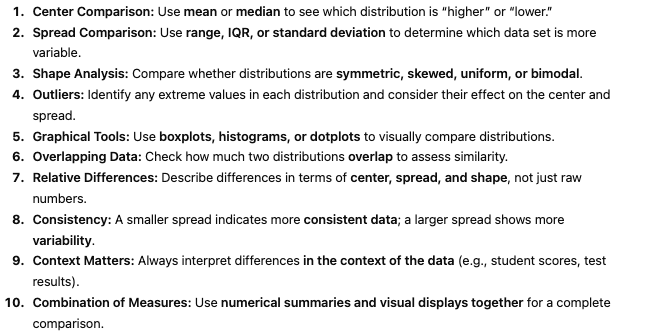 1. Center Comparison: Use mean or median to see which distribution is “higher” or “lower.”
2. Spread Comparison: Use range, IQR, or standard deviation to determine which data set is more
variable.
3. Shape Analysis: Compare whether distributions are symmetric, skewed, uniform, or bimodal.
4. Outliers: Identify any extreme values in each distribution and consider their effect on the center and
spread.
5. Graphical Tools: Use boxplots, histograms, or dotplots to visually compare distributions.
6. Overlapping Data: Check how much two distributions overlap to assess similarity.
7. Relative Differences: Describe differences in terms of center, spread, and shape, not just raw
numbers.
8. Consistency: A smaller spread indicates more consistent data; a larger spread shows more
variability.
9. Context Matters: Always interpret differences in the context of the data (e.g., student scores, test
results).
10. Combination of Measures: Use numerical summaries and visual displays together for a complete
comparison.